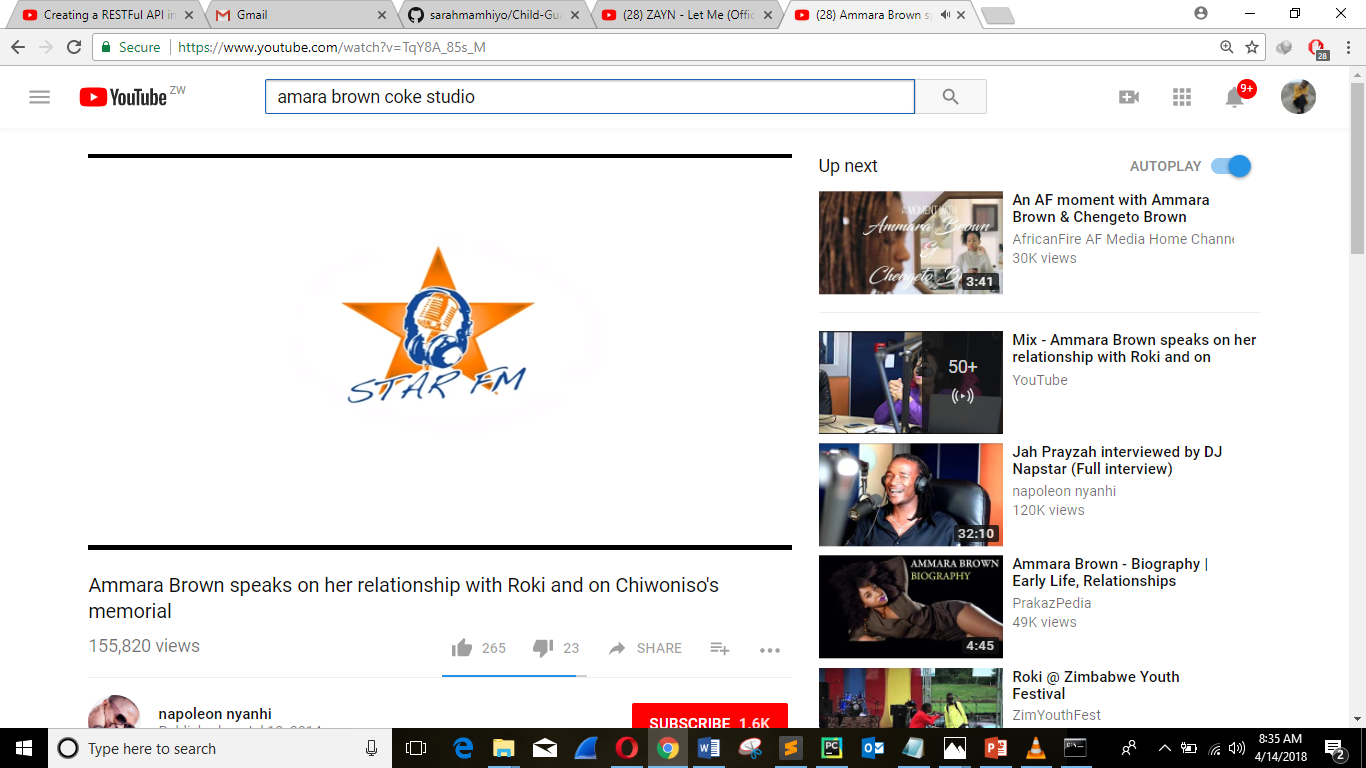 Creating a RESTFul API in
Gmail
sarahmamhiyo/Child-Gua
(28) ZAYN - Let Me (Offic
(28) Ammara Brown sp
Secure
https://www.youtube.com/watch?v=TqY8A_85s_M
28
YouTube ZW
amara brown coke studio
9+
STAR FM
Ammara Brown speaks on her relationship with Roki and on Chiwoniso's
memorial
155,820 views
265
23
SHARE
napoleon nyanhi
SUBSCRIBE 1.6K
Up next
AUTOPLAY
A MOMENT WITH
Ammara Brown
&
Chengeto B
3:41
An AF moment with Ammara
Brown & Chengeto Brown
AfricanFire AF Media Home Channe
30K views
50+
Mix - Ammara Brown speaks on her
relationship with Roki and on
YouTube
32:10
Jah Prayzah interviewed by DJ
Napstar (Full interview)
napoleon nyanhi
120K views
AMMARA BROWN
BIOGRAPHY
4:45
Ammara Brown - Biography |
Early Life, Relationships
PrakazPedia
49K views
Roki @ Zimbabwe Youth
Festival
ZimYouthFest
Type here to search
8:35 AM
4/14/2018
2